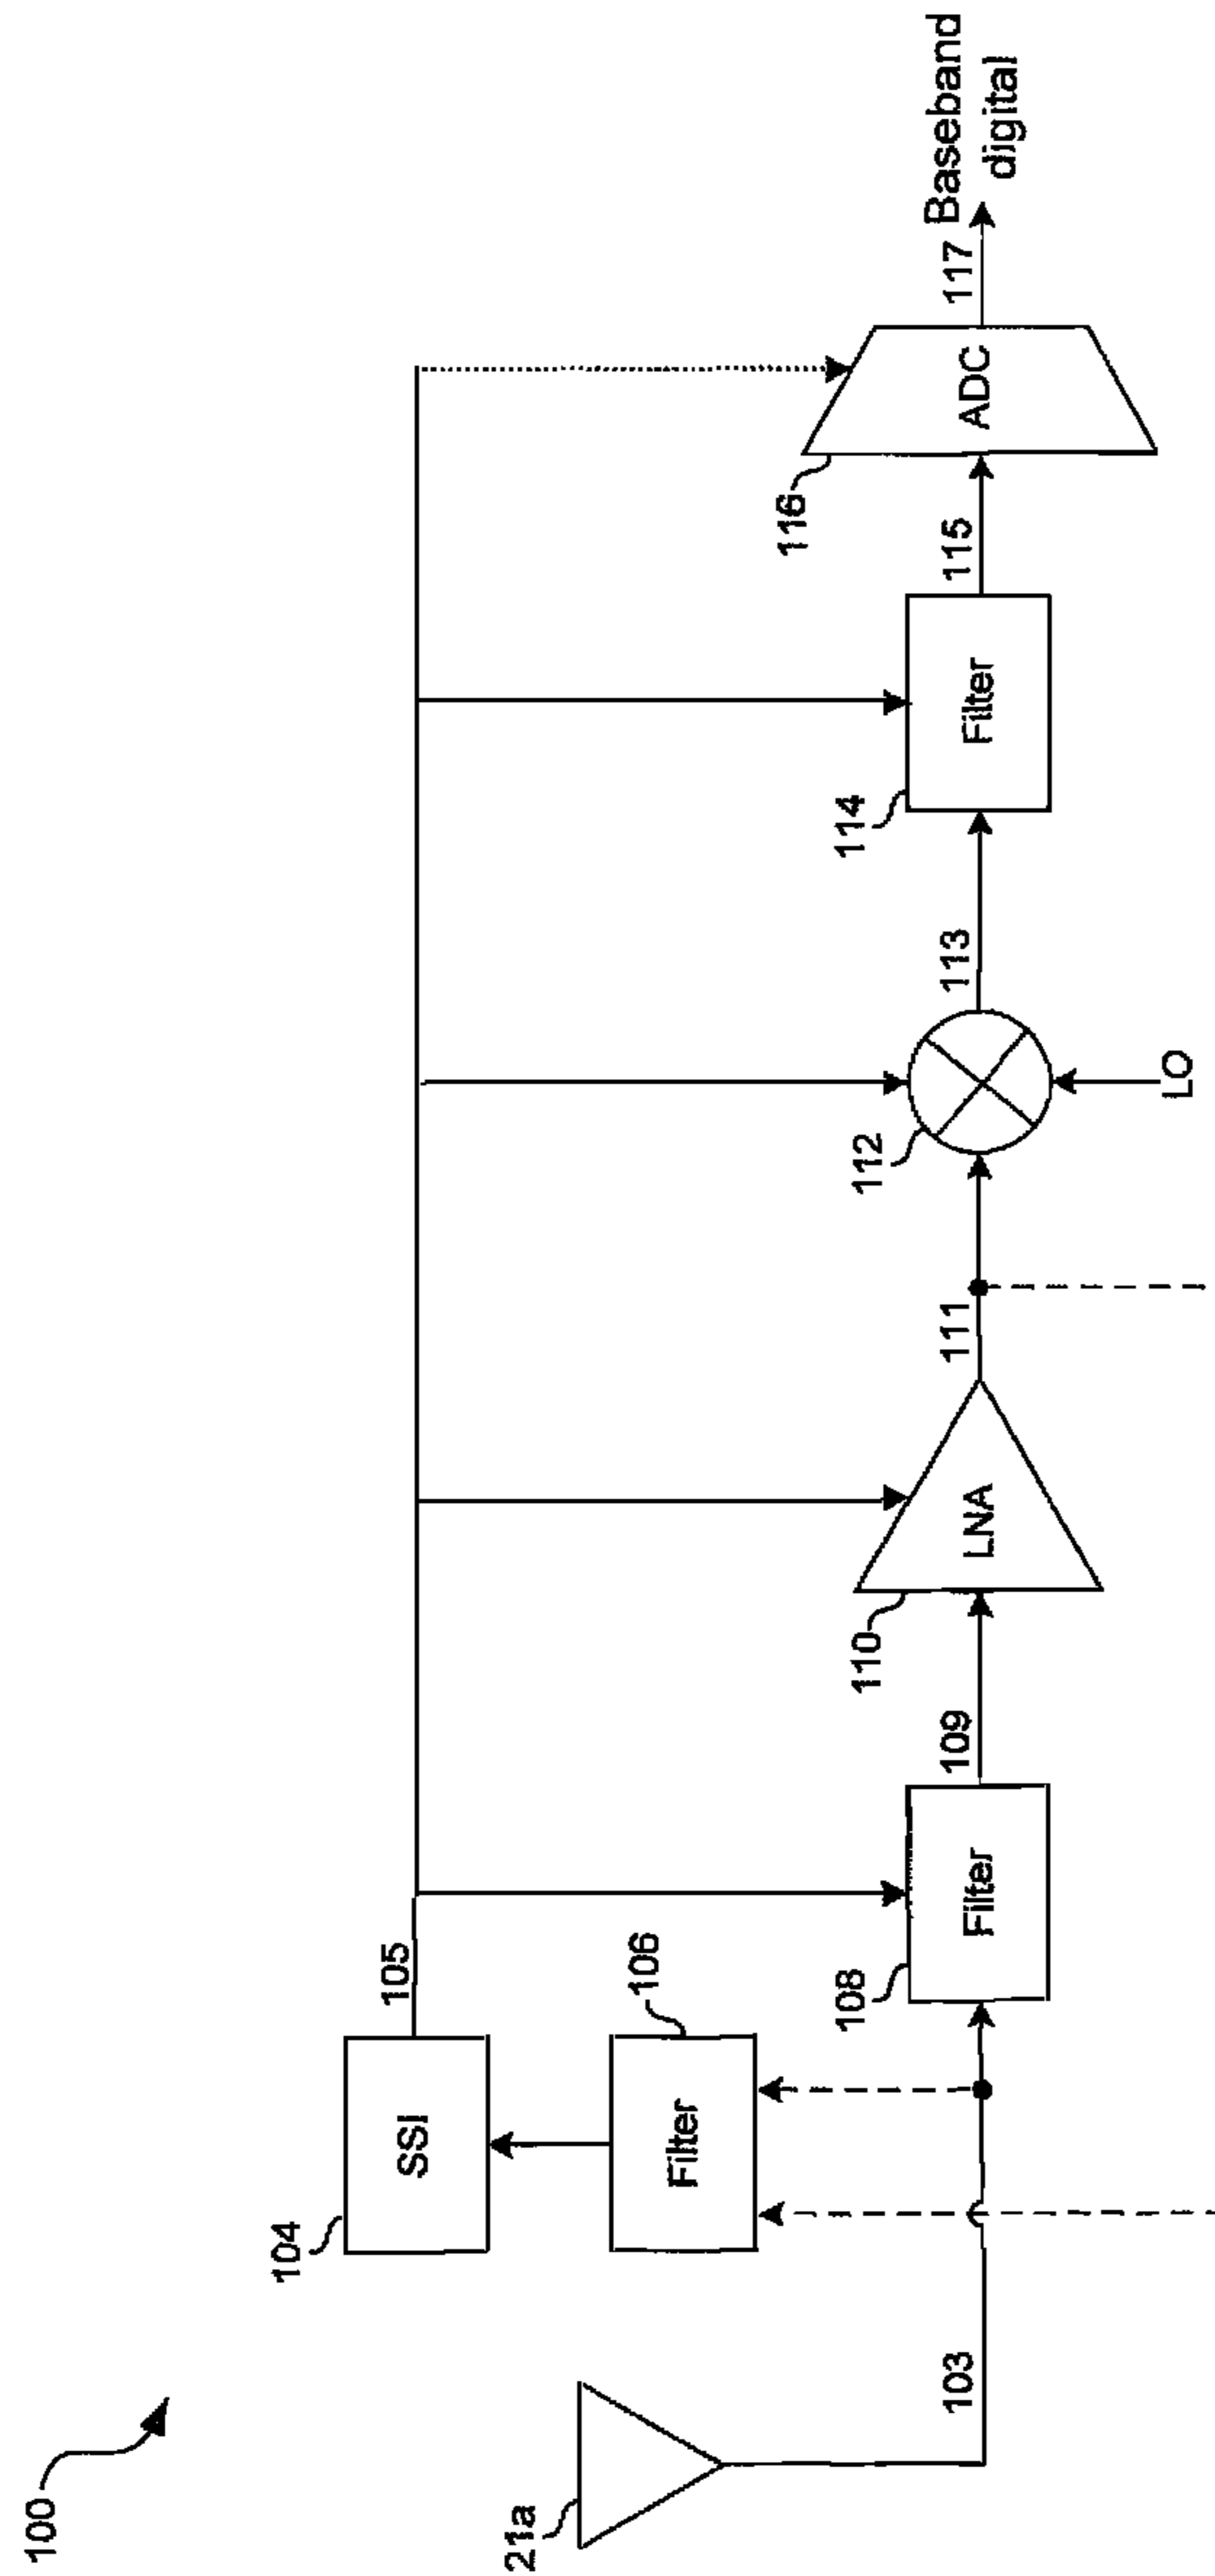 100
21a
103
104
SSI
105
106
Filter
108
Filter
109
110
LNA
111
112
LO
113
114
Filter
115
116
ADC
117
Baseband
digital